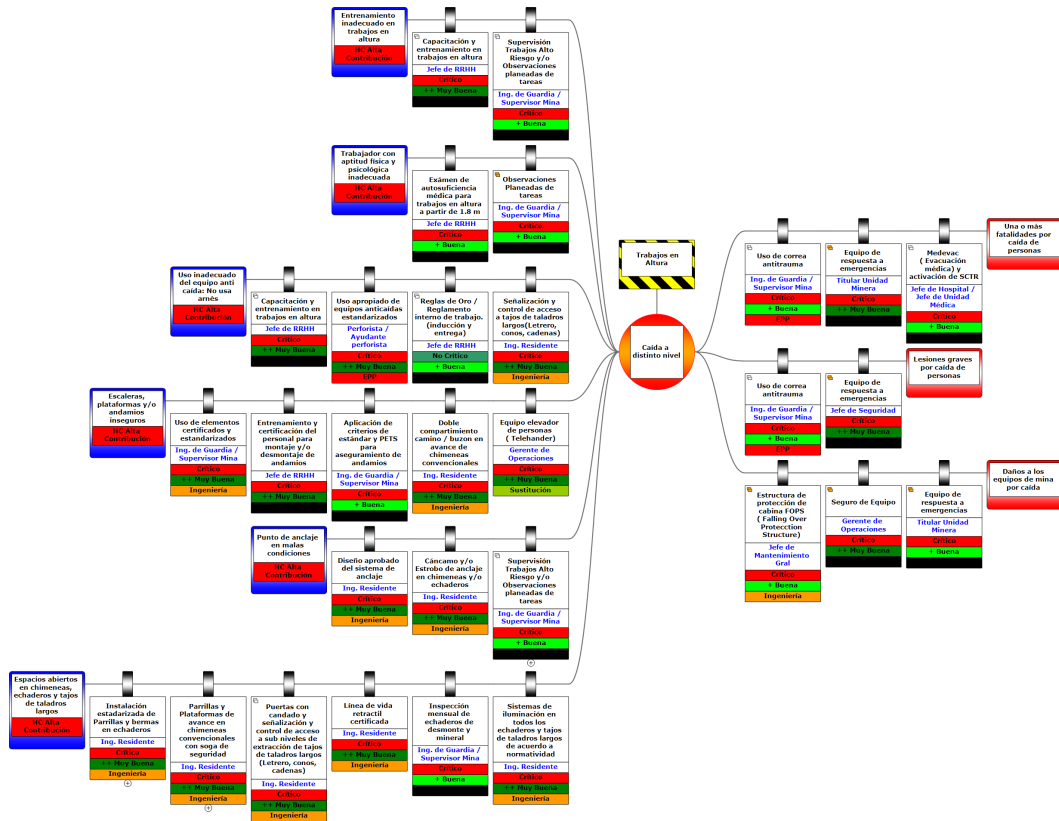 Entrenamiento
inadecuado en
trabajos en
altura
HC Alta
Contribución
Capacitación y
entrenamiento en
trabajos en altura
Jefe de RRHH
Crítico
++ Muy Buena
Supervisión
Trabajos Alto
Riesgo y/o
Observaciones
planeadas de
tareas
Ing. de Guardia /
Supervisor Mina
Crítico
+ Buena
Trabajador con
aptitud física y
psicológica
inadecuada
HC Alta
Contribución
Exámen de
autosuficiencia
médica para
trabajos en altura
a partir de 1.8 m
Jefe de RRHH
Crítico
+ Buena
Observaciones
Planeadas de
tareas
Ing. de Guardia /
Supervisor Mina
Crítico
+ Buena
Uso inadecuado
del equipo anti
caída: No usa
arnés
HC Alta
Contribución
Capacitación y
entrenamiento en
trabajos en altura
Jefe de RRHH
Crítico
++ Muy Buena
Uso apropiado de
equipos anticaídas
estandarizados
Perforista /
Ayudante
perforista
Crítico
++ Muy Buena
EPP
Reglas de Oro /
Reglamento
interno de trabajo.
(inducción y
entrega)
Jefe de RRHH
No Crítico
+ Buena
Señalización y
control de acceso
a tajos de taladros
largos(Letrero,
conos, cadenas)
Ing. Residente
Crítico
++ Muy Buena
Ingeniería
Escaleras,
plataformas y/o
andamios
inseguros
HC Alta
Contribución
Uso de elementos
certificados y
estandarizados
Ing. de Guardia /
Supervisor Mina
Crítico
++ Muy Buena
Ingeniería
Entrenamiento y
certificación del
personal para
montaje y/o
desmontaje de
andamios
Jefe de RRHH
Crítico
++ Muy Buena
Aplicación de
criterios de
estándar y PETS
para
aseguramiento de
andamios
Ing. de Guardia /
Supervisor Mina
Crítico
+ Buena
Doble
compartimiento
camino / buzon en
avance de
chimeneas
convencionales
Ing. Residente
Crítico
++ Muy Buena
Ingeniería
Equipo elevador
de personas
( Telehander)
Gerente de
Operaciones
Crítico
++ Muy Buena
Sustitución
Punto de anclaje
en malas
condiciones
HC Alta
Contribución
Diseño aprobado
del sistema de
anclaje
Ing. Residente
Crítico
++ Muy Buena
Ingeniería
Cáncamo y/o
Estrobo de anclaje
en chimeneas y/o
echaderos
Ing. Residente
Crítico
++ Muy Buena
Ingeniería
Supervisión
Trabajos Alto
Riesgo y/o
Observaciones
planeadas de
tareas
Ing. de Guardia /
Supervisor Mina
Crítico
+ Buena
Espacios abiertos
en chimeneas,
echaderos y tajos
de taladros
largos
HC Alta
Contribución
Instalación
estadarizada de
Parrillas y bermas
en echaderos
Ing. Residente
Crítico
++ Muy Buena
Ingeniería
Parrillas y
Plataformas de
avance en
chimeneas
convencionales
con soga de
seguridad
Ing. Residente
Crítico
++ Muy Buena
Ingeniería
Puertas con
candado y
señalización y
control de acceso
a sub niveles de
extracción de tajos
de taladros largos
(Letrero, conos,
cadenas)
Ing. Residente
Crítico
++ Muy Buena
Ingeniería
Línea de vida
retractil
certificada
Ing. Residente
Crítico
++ Muy Buena
Ingeniería
Inspección
mensual de
echaderos de
desmonte y
mineral
Ing. de Guardia /
Supervisor Mina
Crítico
+ Buena
Sistemas de
iluminación en
todo los
echaderos y tajos
de taladros largos
de acuerdo a
normatividad
Ing. Residente
Crítico
++ Muy Buena
Ingeniería
Trabajos en
Altura
Caída a
distinto nivel
Uso de correa
antitrauma
Ing. de Guardia /
Supervisor Mina
Crítico
+ Buena
EPP
Equipo de
respuesta a
emergencias
Titular Unidad
Minera
Crítico
++ Muy Buena
Medevac
( Evacuación
médica) y
activación de SCTR
Jefe de Hospital /
Jefe de Unidad
Médica
Crítico
+ Buena
Una o más
fatalidades por
caída de
personas
Uso de correa
antitrauma
Ing. de Guardia /
Supervisor Mina
Crítico
+ Buena
EPP
Equipo de
respuesta a
emergencias
Jefe de Seguridad
Crítico
++ Muy Buena
Lesiones graves
por caída de
personas
Estructura de
protección de
cabina FOPS
( Falling Over
Protecction
Structure)
Jefe de
Mantenimiento
Gral
Crítico
+ Buena
Ingeniería
Seguro de Equipo
Gerente de
Operaciones
Crítico
++ Muy Buena
Equipo de
respuesta a
emergencias
Titular Unidad
Minera
Crítico
+ Buena
Daños a los
equipos de mina
por caída